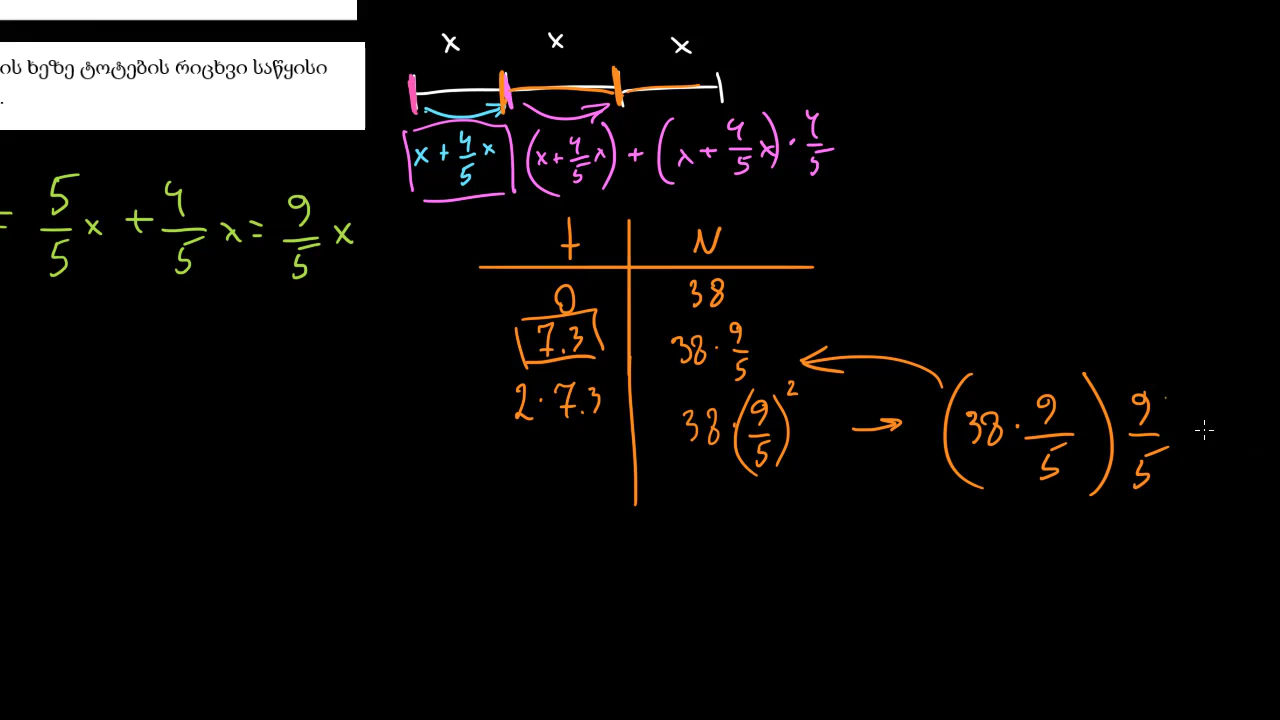 ის ხეზე ტოტების რიცხვი საწყისი
.
x x x
x + 4/5 x (x + 4/5 x) + (x + 4/5 x) · 4/5
= 5/5 x + 4/5 x = 9/5 x
t N
0 38
7.3 38 · 9/5
2 · 7.3 38 · (9/5)² → (38 · 9/5) 9/5